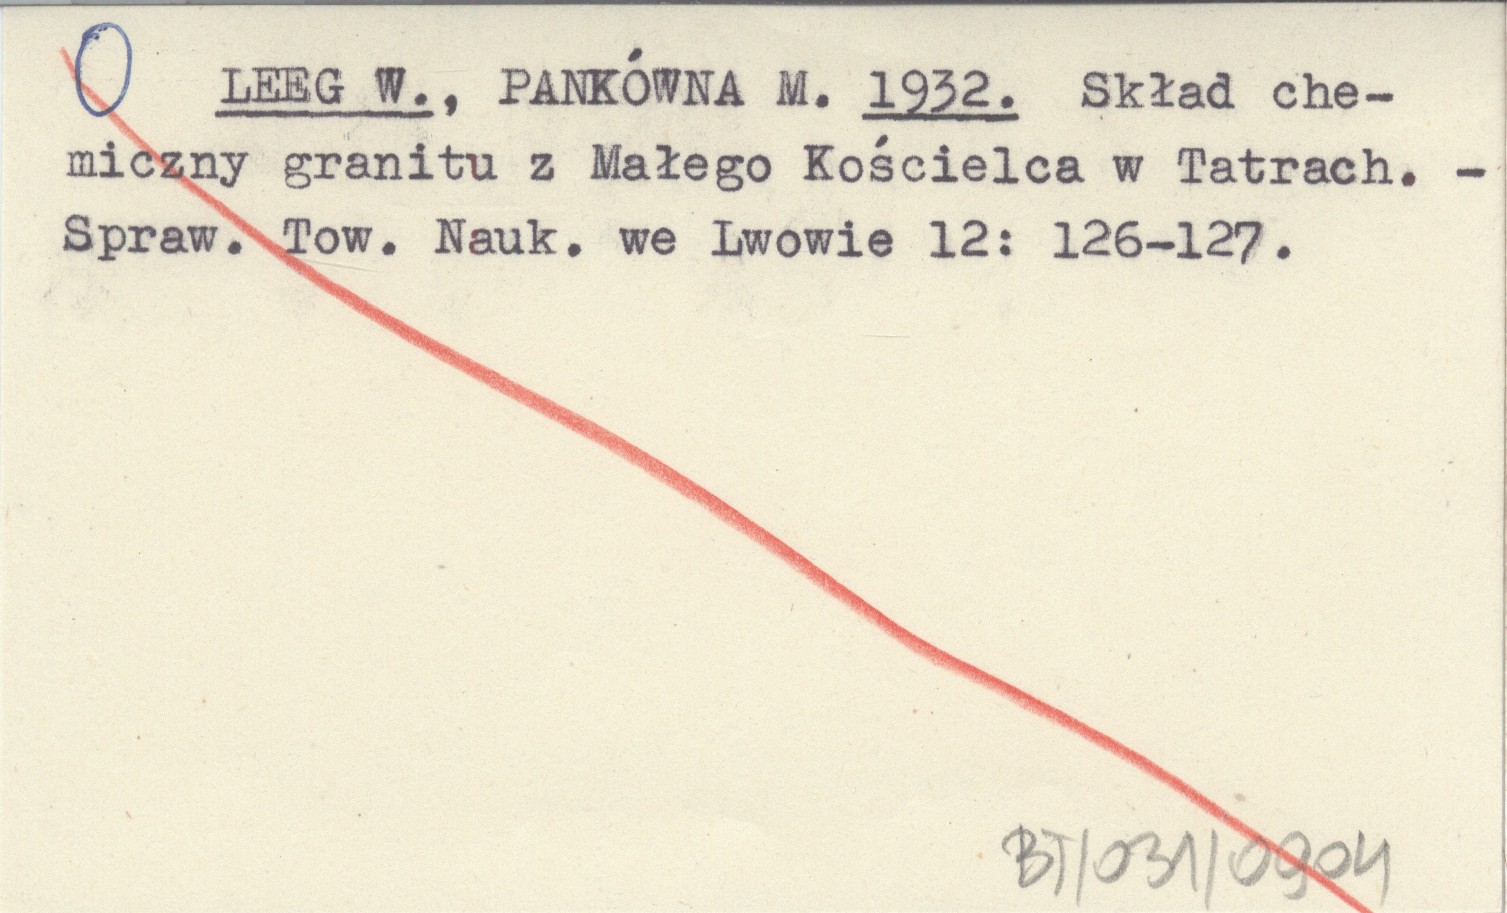 LEEG W., PANKÓWNA M. 1932. Skład che-
miczny granitu z Małego Kościelca w Tatrach. -
Spraw. Tow. Nauk. we Lwowie 12: 126-127.
BT/031/0904